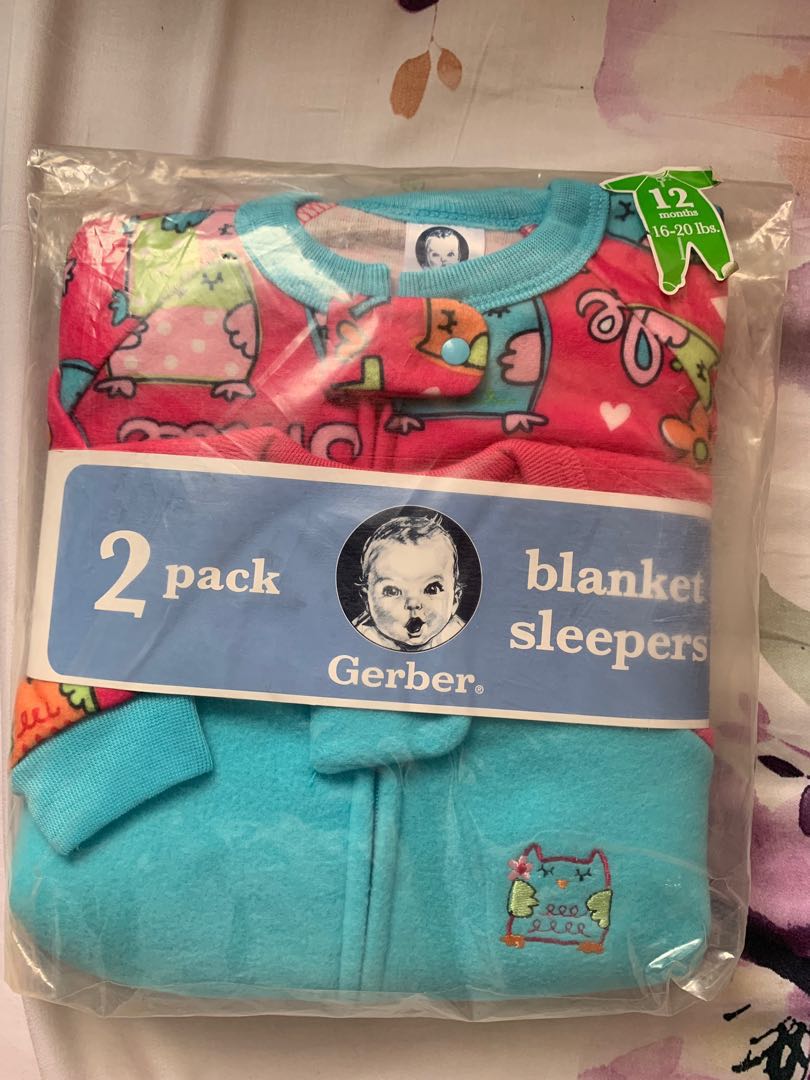 12
months
16-20 lbs.
2 pack
Gerber®
blanket
sleepers